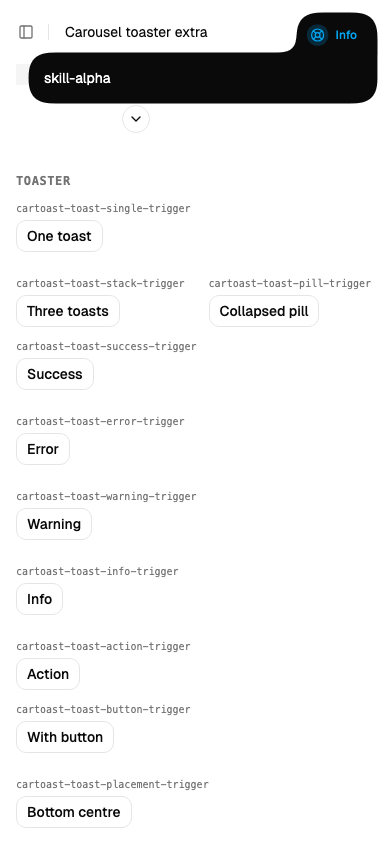 Carousel toaster extra
Info
skill-alpha
TOASTER
cartoast-toast-single-trigger
One toast
cartoast-toast-stack-trigger
Three toasts
cartoast-toast-pill-trigger
Collapsed pill
cartoast-toast-success-trigger
Success
cartoast-toast-error-trigger
Error
cartoast-toast-warning-trigger
Warning
cartoast-toast-info-trigger
Info
cartoast-toast-action-trigger
Action
cartoast-toast-button-trigger
With button
cartoast-toast-placement-trigger
Bottom centre